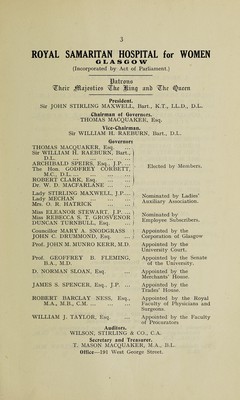 3
ROYAL SAMARITAN HOSPITAL for WOMEN
GLASGOW
(Incorporated by Act of Parliament.)
Patrons
Their Majesties The King and The Queen
President.
Sir JOHN STIRLING MAXWELL, Bart., K.T., LL.D., D.L.
Chairman of Governors.
THOMAS MACQUAKER, Esq.
Vice-Chairman.
Sir WILLIAM H. RAEBURN, Bart., D.L.
Governors
THOMAS MACQUAKER, Esq.
Sir WILLIAM H. RAEBURN, Bart.,
D.L. ... ... ... ...
ARCHIBALD SPEIRS, Esq., J.P. ...
The Hon. GODFREY CORBETT,
M.C., D.L. ... ... ... ...
ROBERT CLARK, Esq. ... ...
Dr. W. D. MACFARLANE ...
Elected by Members.
Lady STIRLING MAXWELL, J.P....
Lady MECHAN ... ... ...
Mrs. O. R. HATRICK ... ...
Nominated by Ladies'
Auxiliary Association.
Miss ELEANOR STEWART, J.P....
Miss REBECCA S. T. GROSVENOR
DUNCAN TURNBULL, Esq. ...
Nominated by
Employee Subscribers.
Councillor MARY A. SNODGRASS
JOHN C. DRUMMOND, Esq. ...
Appointed by the
Corporation of Glasgow
Prof. JOHN M. MUNRO KERR, M.D.
Appointed by the
University Court.
Prof. GEOFFREY B. FLEMING,
B.A., M.D. ... ... ...
Appointed by the Senate
of the University.
D. NORMAN SLOAN, Esq. ...
Appointed by the
Merchants' House.
JAMES S. SPENCER, Esq., J.P. ...
Appointed by the
Trades' House.
ROBERT BARCLAY NESS, Esq.,
M.A., M.B., C.M. ... ... ...
Appointed by the Royal
Faculty of Physicians and
Surgeons.
WILLIAM J. TAYLOR, Esq. ...
Appointed by the Faculty
of Procurators
Auditors.
WILSON, STIRLING & CO., C.A.
Secretary and Treasurer.
T. MASON MACQUAKER, M.A., B.L.
Office—191 West George Street.